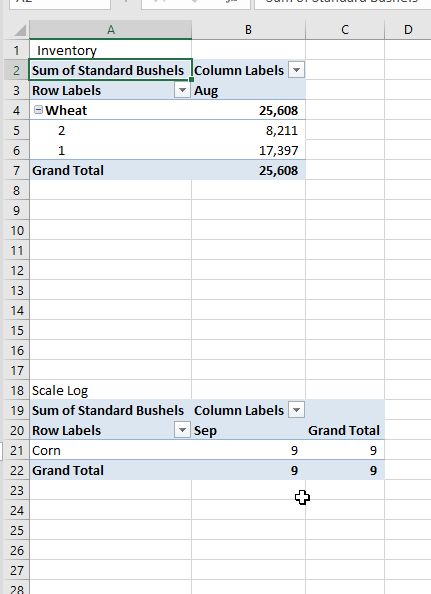 A B C D
1 Inventory
2 Sum of Standard Bushels Column Labels
3 Row Labels Aug
4 Wheat 25,608
5 2 8,211
6 1 17,397
7 Grand Total 25,608
8
9
10
11
12
13
14
15
16
17
18 Scale Log
19 Sum of Standard Bushels Column Labels
20 Row Labels Sep Grand Total
21 Corn 9 9
22 Grand Total 9 9
23
24
25
26
27
28